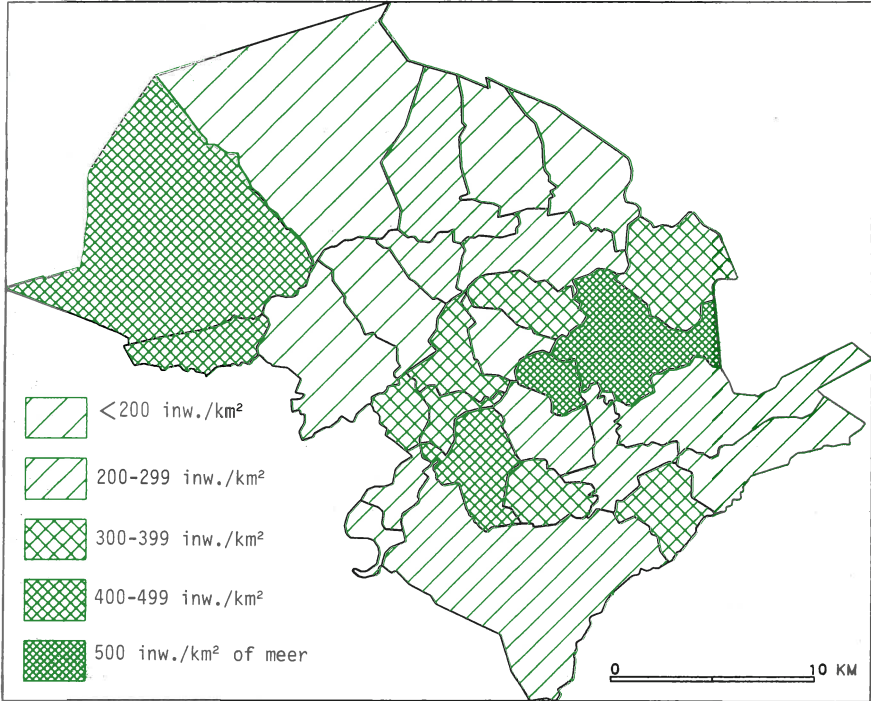 <200 inw./km²
200-299 inw./km²
300-399 inw./km²
400-499 inw./km²
500 inw./km² of meer
0 10 KM